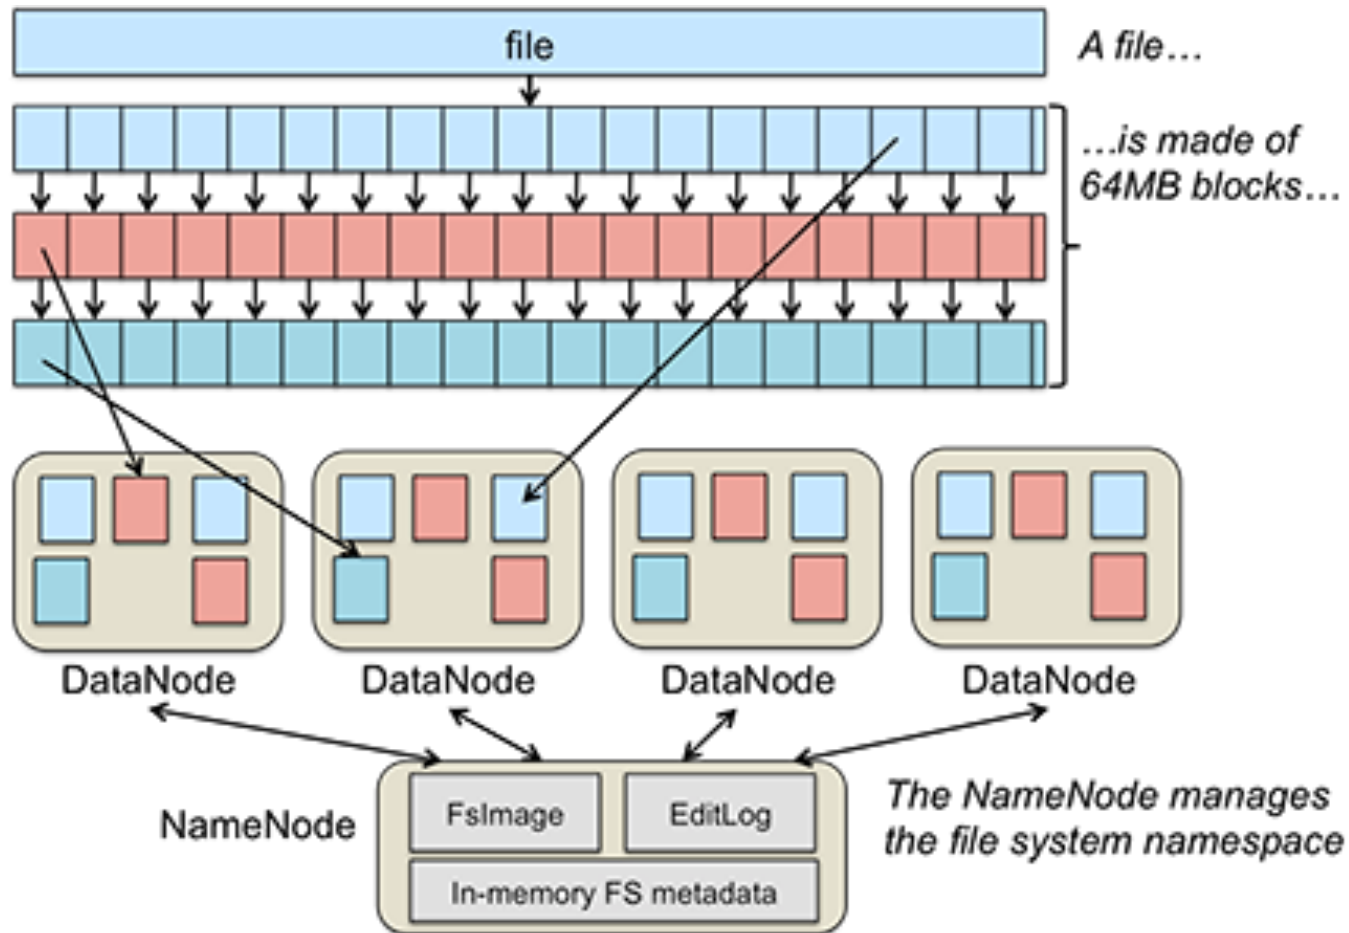 file
A file…
…is made of
64MB blocks…
DataNode
DataNode
DataNode
DataNode
NameNode
FsImage
EditLog
In-memory FS metadata
The NameNode manages
the file system namespace